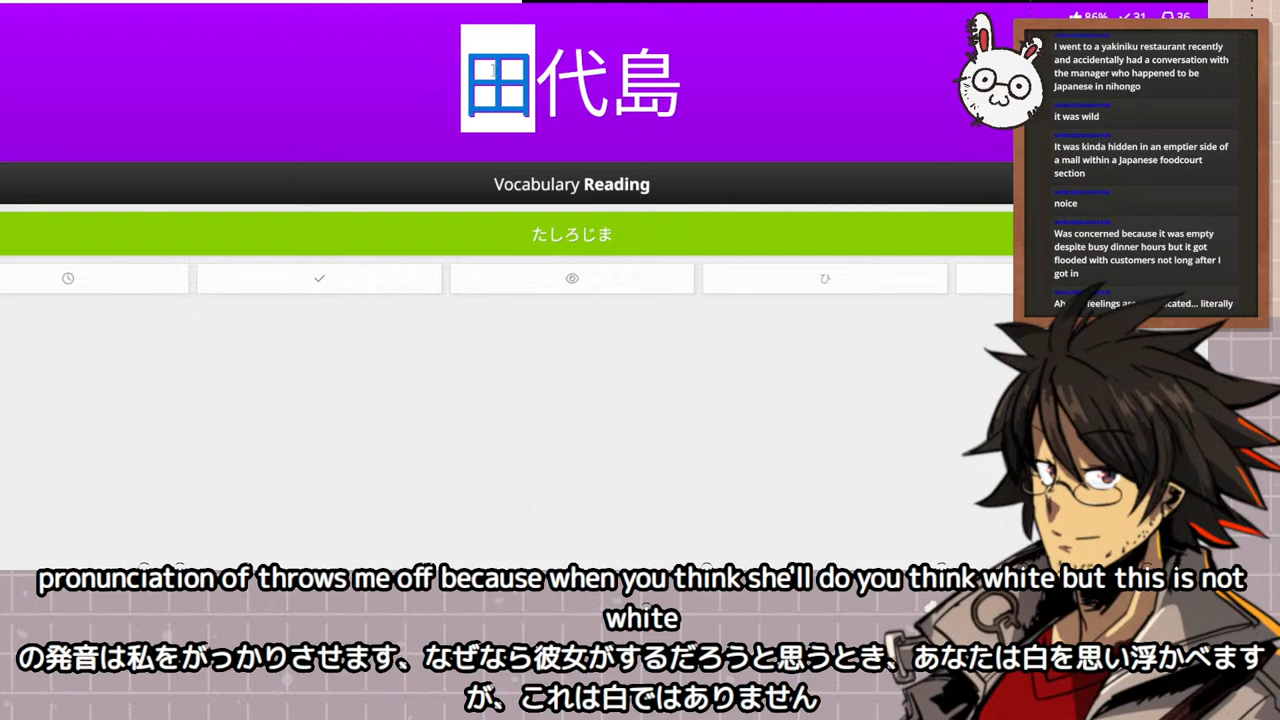 86% 31 36
田代島
Vocabulary Reading
たしろじま
ひ
I went to a yakiniku restaurant recently
and accidentally had a conversation with
the manager who happened to be
Japanese in nihongo
it was wild
It was kinda hidden in an emptier side of
a mall within a Japanese foodcourt
section
noice
Was concerned because it was empty
despite busy dinner hours but it got
flooded with customers not long after I
got in
feelings literally
pronunciation of throws me off because when you think she'll do you think white but this is not
white
の発音は私をがっかりさせます、なぜなら彼女がするだろうと思うとき、あなたは白を思い浮かべます
が、これは白ではありません